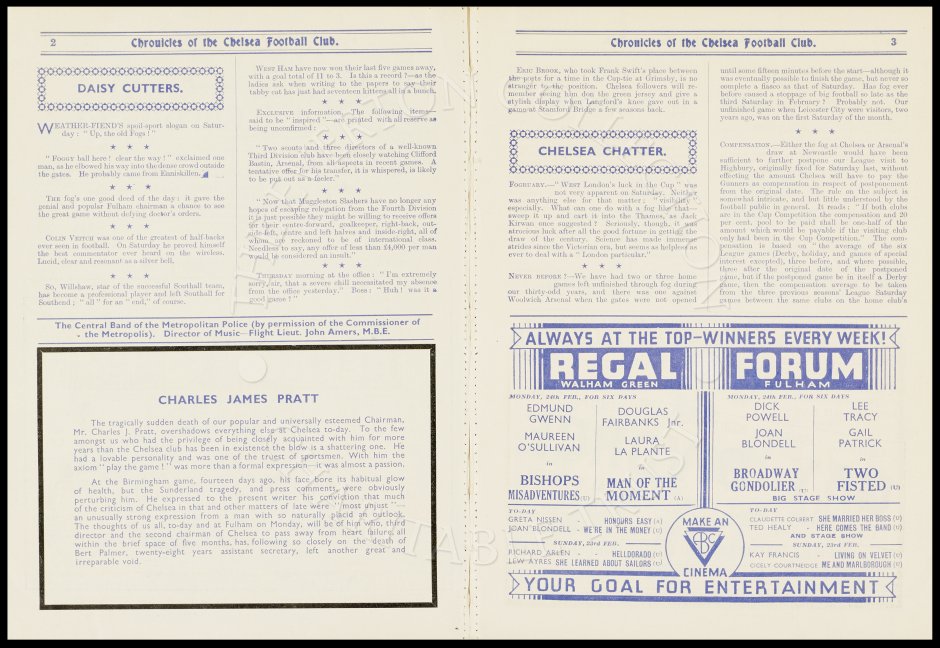 2
Chronicles of the Chelsea Football Club.
DAISY CUTTERS.
WEATHER-FIEND'S spoil-sport slogan on Satur-
day: "Up, the old Fogs!"
★ ★ ★
"Foggy ball here! clear the way!" exclaimed one
man, as he elbowed his way into the dense crowd outside
the gates. He probably came from Enniskillen.
★ ★ ★
The fog's one good deed of the day: it gave the
genial and popular Fulham chairman a chance to see
the great game without defying doctor's orders.
★ ★ ★
Colin Veitch was one of the greatest of half-backs
ever seen in football. On Saturday he proved himself
the best commentator ever heard on the wireless.
Lucid, clear and resonant as a silver bell.
★ ★ ★
So, Willshaw, star of the successful Southall team,
has become a professional player and left Southall for
Southend; "all" for an "end," of course.
West Ham have now won their last five games away,
with a goal total of 11 to 3. Is this a record?—as the
ladies ask when writing to the papers to say their
tabby cat has just had seventeen kittens all in a bunch.
★ ★ ★
Exclusive information.—The following items—
said to be "inspired"—are printed with all reserve as
being unconfirmed:
★ ★ ★
"Two scouts and three directors of a well-known
Third Division club have been closely watching Clifford
Bastin, Arsenal, from all aspects in recent games. A
tentative offer for his transfer, it is whispered, is likely
to be put out as a feeler."
★ ★ ★
"Now that Muggleston Slashers have no longer any
hopes of escaping relegation from the Fourth Division
it is just possible they might be willing to receive offers
for their centre-forward, goalkeeper, right-back, out-
side-left, centre and left halves and inside-right, all of
whom are reckoned to be of international class.
Needless to say, any offer of less than £4,000 per man
would be considered an insult."
★ ★ ★
Thursday morning at the office: "I'm extremely
sorry, sir, that a severe chill necessitated my absence
from the office yesterday." Boss: "Huh! was it a
good game?"
The Central Band of the Metropolitan Police (by permission of the Commissioner of
the Metropolis). Director of Music—Flight Lieut. John Amers, M.B.E.
CHARLES JAMES PRATT
The tragically sudden death of our popular and universally esteemed Chairman,
Mr. Charles J. Pratt, overshadows everything else at Chelsea to-day. To the few
amongst us who had the privilege of being closely acquainted with him for more
years than the Chelsea club has been in existence the blow is a shattering one. He
had a lovable personality and was one of the truest of sportsmen. With him the
axiom "play the game!" was more than a formal expression—it was almost a passion.
At the Birmingham game, fourteen days ago, his face bore its habitual glow
of health, but the Sunderland tragedy, and press comments, were obviously
perturbing him. He expressed to the present writer his conviction that much
of the criticism of Chelsea in that and other matters of late were "most unjust"—
an unusually strong expression from a man with so naturally placid an outlook.
The thoughts of us all, to-day and at Fulham on Monday, will be of him who, third
director and the second chairman of Chelsea to pass away from heart failure, all
within the brief space of five months, has, following so closely on the death of
Bert Palmer, twenty-eight years assistant secretary, left another great and
irreparable void.
Chronicles of the Chelsea Football Club.
3
Eric Brook, who took Frank Swift's place between
the posts for a time in the Cup-tie at Grimsby, is no
stranger to the position. Chelsea followers will re-
member seeing him don the green jersey and give a
stylish display when Langford's knee gave out in a
game at Stamford Bridge a few seasons back.
CHELSEA CHATTER.
Fogruary.—"West London's luck in the Cup" was
not very apparent on Saturday. Neither
was anything else for that matter; "visibility"
especially. What can one do with a fog like that—
sweep it up and cart it into the Thames, as Jack
Kirwan once suggested? Seriously, though, it was
atrocious luck after all the good fortune in getting the
draw of the century. Science has made immense
strides since the Victorian era, but seems as helpless as
ever to deal with a "London particular."
★ ★ ★
Never before?—We have had two or three home
games left unfinished through fog during
our thirty-odd years, and there was one against
Woolwich Arsenal when the gates were not opened
until some fifteen minutes before the start—although it
was eventually possible to finish the game, but never so
complete a fiasco as that of Saturday. Has fog ever
before caused a stoppage of big football so late as the
third Saturday in February? Probably not. Our
unfinished game when Leicester City were visitors, two
years ago, was on the first Saturday of the month.
★ ★ ★
Compensation.—Either the fog at Chelsea or Arsenal's
draw at Newcastle would have been
sufficient to further postpone our League visit to
Highbury, originally fixed for Saturday last, without
effecting the amount Chelsea will have to pay the
Gunners as compensation in respect of postponement
from the original date. The rule on the subject is
somewhat intricate, and but little understood by the
football public in general. It reads: "If both clubs
are in the Cup Competition the compensation and 20
per cent. pool to be paid shall be one-half of the
amount which would be payable if the visiting club
only had been in the Cup Competition." The com-
pensation is based on "the average of the six
League games (Derby, holiday, and games of special
interest excepted), three before, and where possible,
three after the original date of the postponed
game, but if the postponed game be in itself a Derby
game, then the compensation average to be taken
from the three previous seasons' League Saturday
games between the same clubs on the home club's
ALWAYS AT THE TOP-WINNERS EVERY WEEK!
REGAL
WALHAM GREEN
FORUM
FULHAM
MONDAY, 24th FEB., FOR SIX DAYS
EDMUND
GWENN
MAUREEN
O'SULLIVAN
in
BISHOPS
MISADVENTURES (U)
DOUGLAS
FAIRBANKS Jnr.
LAURA
LA PLANTE
in
MAN OF THE
MOMENT (A)
MONDAY, 24th FEB., FOR SIX DAYS
DICK
POWELL
JOAN
BLONDELL
in
BROADWAY
GONDOLIER (U)
LEE
TRACY
GAIL
PATRICK
in
TWO
FISTED (U)
BIG STAGE SHOW
TO-DAY
GRETA NISSEN - HONOURS EASY (A)
JOAN BLONDELL - WE'RE IN THE MONEY (U)
SUNDAY, 23rd FEB.
RICHARD ARLEN - HELLDORADO (U)
LEW AYRES SHE LEARNED ABOUT SAILORS (U)
MAKE AN
ABC
CINEMA
TO-DAY
CLAUDETTE COLBERT SHE MARRIED HER BOSS (U)
TED HEALY - HERE COMES THE BAND (U)
AND STAGE SHOW
SUNDAY, 23rd FEB.
KAY FRANCIS - LIVING ON VELVET (U)
CICELY COURTNEIDGE ME AND MARLBOROUGH (U)
YOUR GOAL FOR ENTERTAINMENT